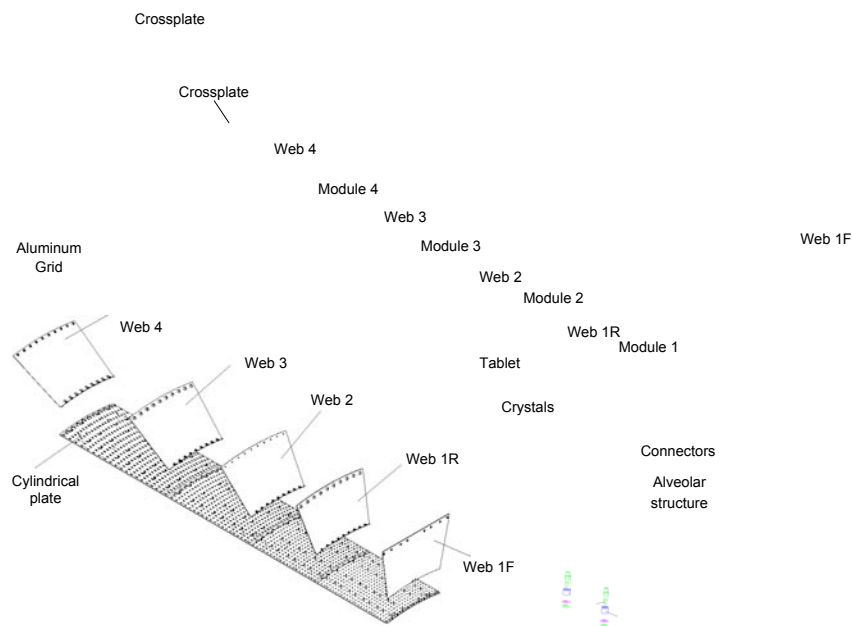 Crossplate
Crossplate
Web 4
Module 4
Web 3
Module 3
Web 1F
Aluminum
Grid
Web 2
Module 2
Web 4
Web 1R
Module 1
Web 3
Tablet
Web 2
Crystals
Web 1R
Connectors
Cylindrical
plate
Alveolar
structure
Web 1F